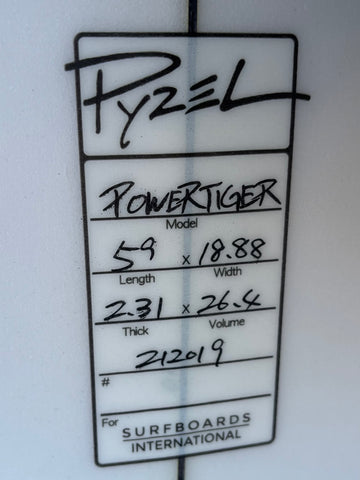 PYZEL
POWERTIGER
Model
5 9 x 18.88
Length Width
2.31 x 26.4
Thick Volume
212019
#
For SURFBOARDS
INTERNATIONAL